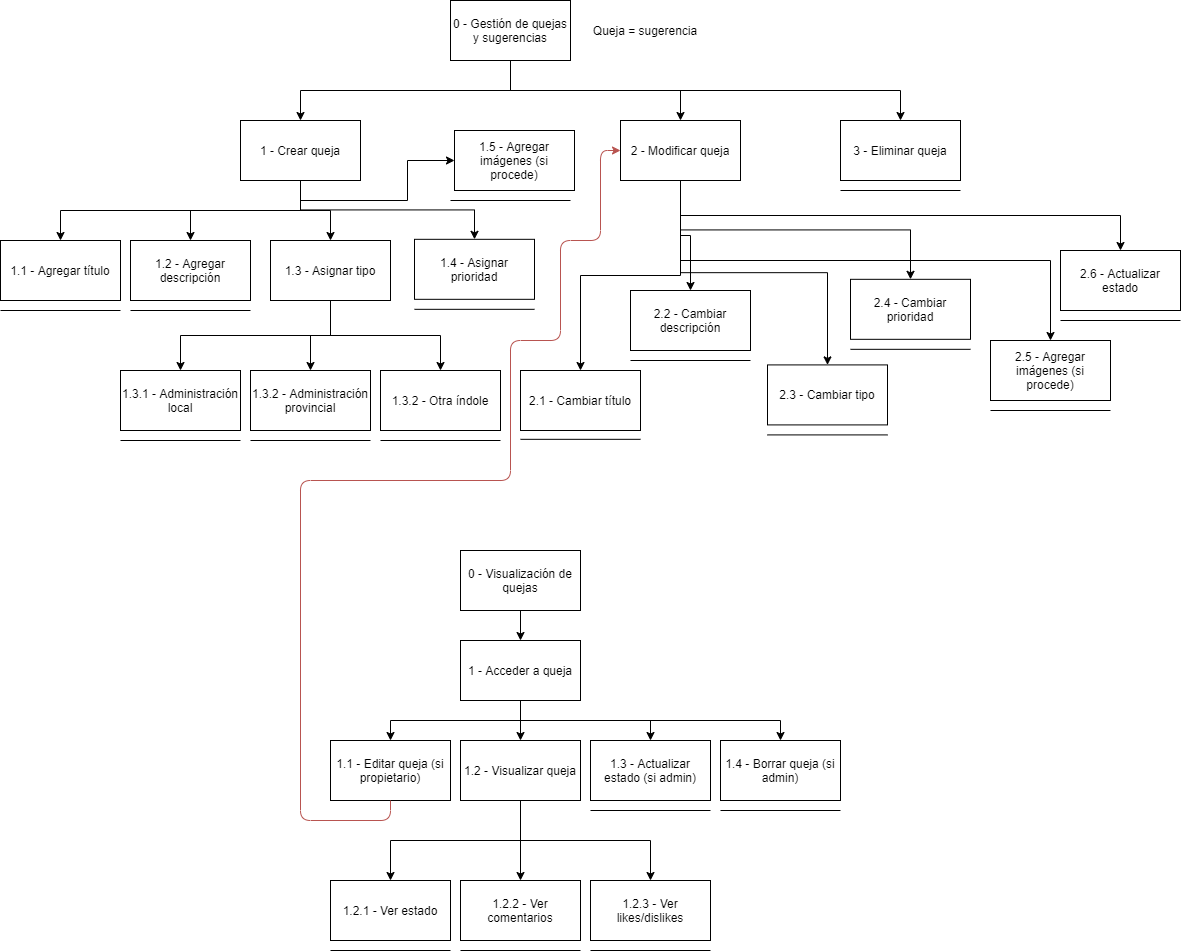 0 - Gestión de quejas
y sugerencias
Queja = sugerencia
1 - Crear queja
1.5 - Agregar
imágenes (si
procede)
2 - Modificar queja
3 - Eliminar queja
1.1 - Agregar título
1.2 - Agregar
descripción
1.3 - Asignar tipo
1.4 - Asignar
prioridad
2.6 - Actualizar
estado
2.2 - Cambiar
descripción
2.4 - Cambiar
prioridad
1.3.1 - Administración
local
1.3.2 - Administración
provincial
1.3.2 - Otra índole
2.1 - Cambiar título
2.3 - Cambiar tipo
2.5 - Agregar
imágenes (si
procede)
0 - Visualización de
quejas
1 - Acceder a queja
1.1 - Editar queja (si
propietario)
1.2 - Visualizar queja
1.3 - Actualizar
estado (si admin)
1.4 - Borrar queja (si
admin)
1.2.1 - Ver estado
1.2.2 - Ver
comentarios
1.2.3 - Ver
likes/dislikes